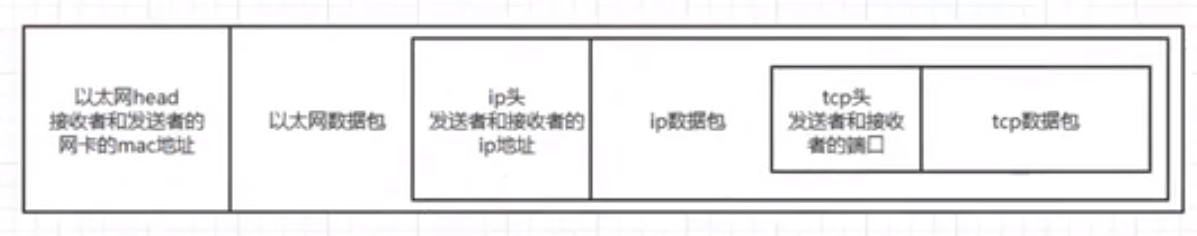 以太网head
接收者和发送者的
网卡的mac地址
以太网数据包
ip头
发送者和接收者的
ip地址
ip数据包
tcp头
发送者和接收
者的端口
tcp数据包